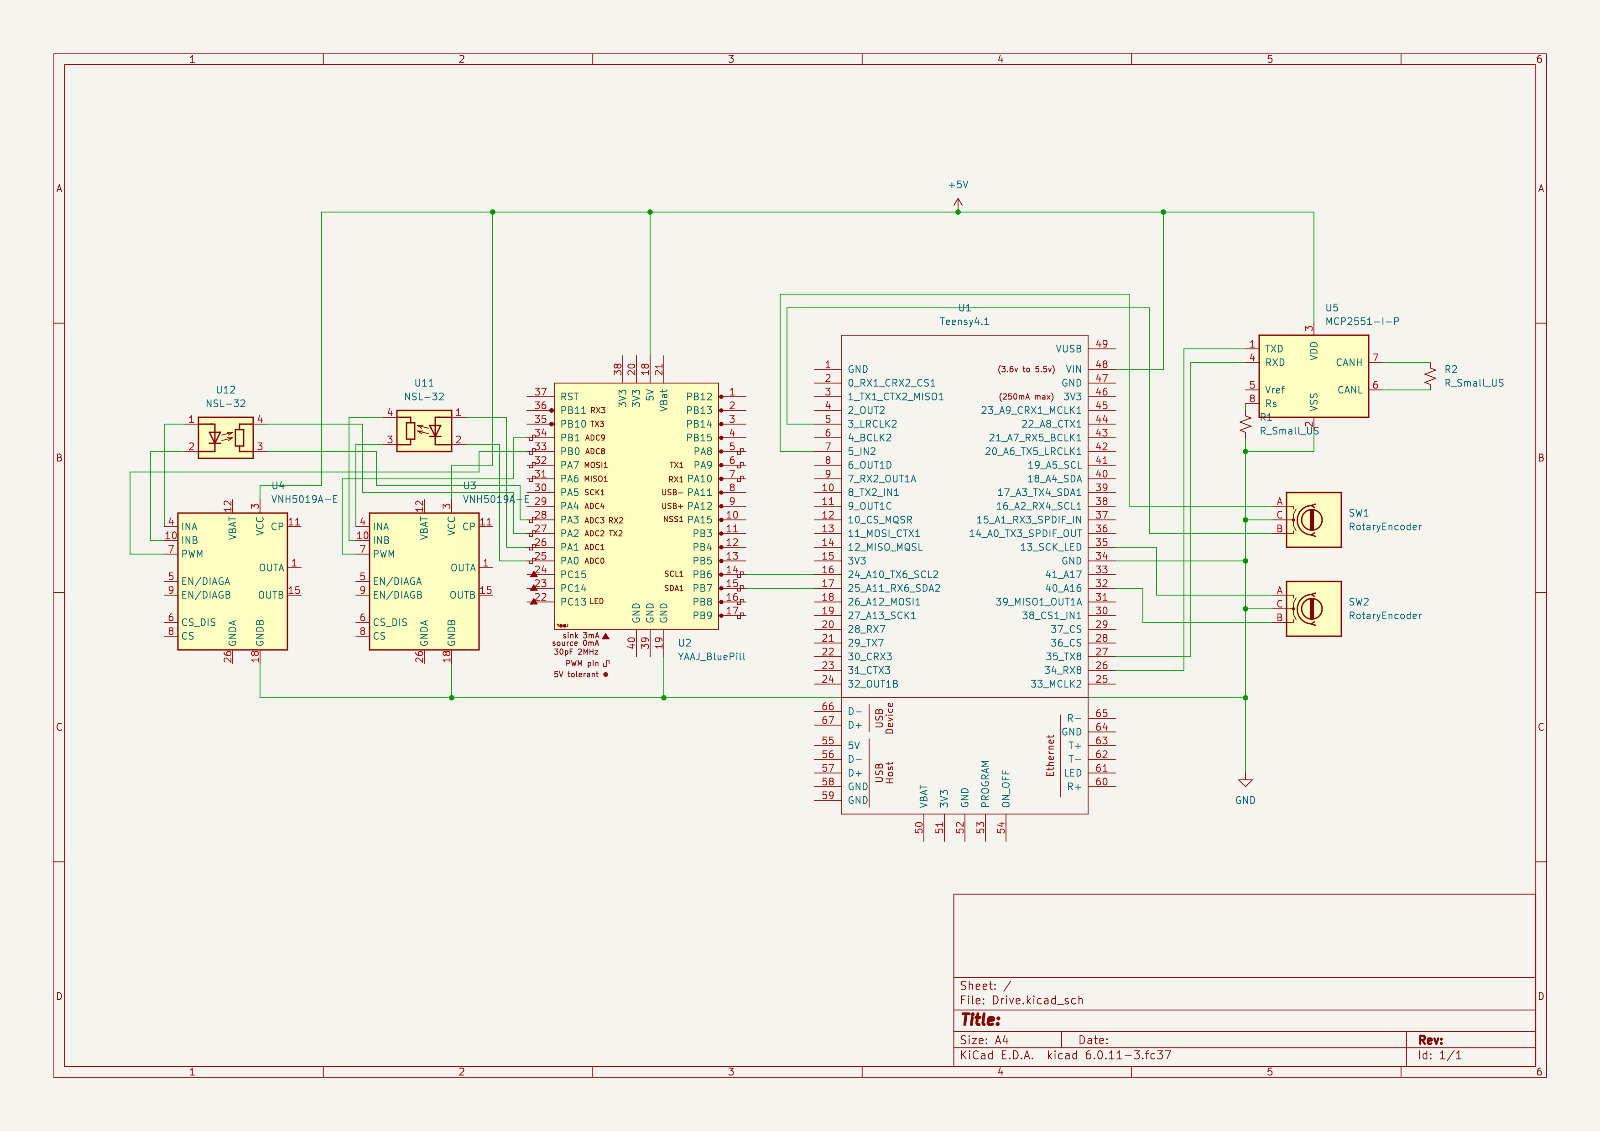 1 2 3 4 5 6
A A
B B
C C
D D
+5V
U12
NSL-32
1 4
2 3
U11
NSL-32
4 1
3 2
U4
VNH5019A-E
4 INA
10 INB
7 PWM
5 EN/DIAGA
9 EN/DIAGB
6 CS_DIS
8 CS
12 VBAT
3 VCC
CP 11
OUTA 1
OUTB 15
GNDA 26
GNDB 18
U3
VNH5019A-E
4 INA
10 INB
7 PWM
5 EN/DIAGA
9 EN/DIAGB
6 CS_DIS
8 CS
12 VBAT
3 VCC
CP 11
OUTA 1
OUTB 15
GNDA 26
GNDB 18
38 3V3
20 3V3
18 5V
21 VBat
37 RST
36 PB11 RX3
35 PB10 TX3
34 PB1 ADC9
33 PB0 ADC8
32 PA7 MOSI1
31 PA6 MISO1
30 PA5 SCK1
29 PA4 ADC4
28 PA3 ADC3 RX2
27 PA2 ADC2 TX2
26 PA1 ADC1
25 PA0 ADC0
24 PC15
23 PC14
22 PC13 LED
PB12 1
PB13 2
PB14 3
PB15 4
PA8 5
TX1 PA9 6
RX1 PA10 7
USB- PA11 8
USB+ PA12 9
NSS1 PA15 10
PB3 11
PB4 12
PB5 13
SCL1 PB6 14
SDA1 PB7 15
PB8 16
PB9 17
GND 40
GND 39
GND 19
sink 3mA
source 0mA
30pF 2MHz
PWM pin
5V tolerant
U2
YAAJ_BluePill
U1
Teensy4.1
1 GND
2 0_RX1_CRX2_CS1
3 1_TX1_CTX2_MISO1
4 2_OUT2
5 3_LRCLK2
6 4_BCLK2
7 5_IN2
8 6_OUT1D
9 7_RX2_OUT1A
10 8_TX2_IN1
11 9_OUT1C
12 10_CS_MQSR
13 11_MOSI_CTX1
14 12_MISO_MQSL
15 3V3
16 24_A10_TX6_SCL2
17 25_A11_RX6_SDA2
18 26_A12_MOSI1
19 27_A13_SCK1
20 28_RX7
21 29_TX7
22 30_CRX3
23 31_CTX3
24 32_OUT1B
VUSB 49
(3.6v to 5.5v) VIN 48
GND 47
(250mA max) 3V3 46
23_A9_CRX1_MCLK1 45
22_A8_CTX1 44
21_A7_RX5_BCLK1 43
20_A6_TX5_LRCLK1 42
19_A5_SCL 41
18_A4_SDA 40
17_A3_TX4_SDA1 39
16_A2_RX4_SCL1 38
15_A1_RX3_SPDIF_IN 37
14_A0_TX3_SPDIF_OUT 36
13_SCK_LED 35
GND 34
41_A17 33
40_A16 32
39_MISO1_OUT1A 31
38_CS1_IN1 30
37_CS 29
36_CS 28
35_TX8 27
34_RX8 26
33_MCLK2 25
66 D-
67 D+
USB Device
55 5V
56 D-
57 D+
58 GND
59 GND
USB Host
R- 65
GND 64
T+ 63
T- 62
LED 61
R+ 60
Ethernet
VBAT 50
3V3 51
GND 52
PROGRAM 53
ON_OFF 54
U5
MCP2551-I-P
1 TXD
4 RXD
5 Vref
8 Rs
3 VDD
VSS 2
CANH 7
CANL 6
R2
R_Small_US
R1
R_Small_US
A
C
B
SW1
RotaryEncoder
A
C
B
SW2
RotaryEncoder
GND
Sheet: /
File: Drive.kicad_sch
Title:
Size: A4 Date: Rev:
KiCad E.D.A. kicad 6.0.11-3.fc37 Id: 1/1
1 2 3 4 5 6